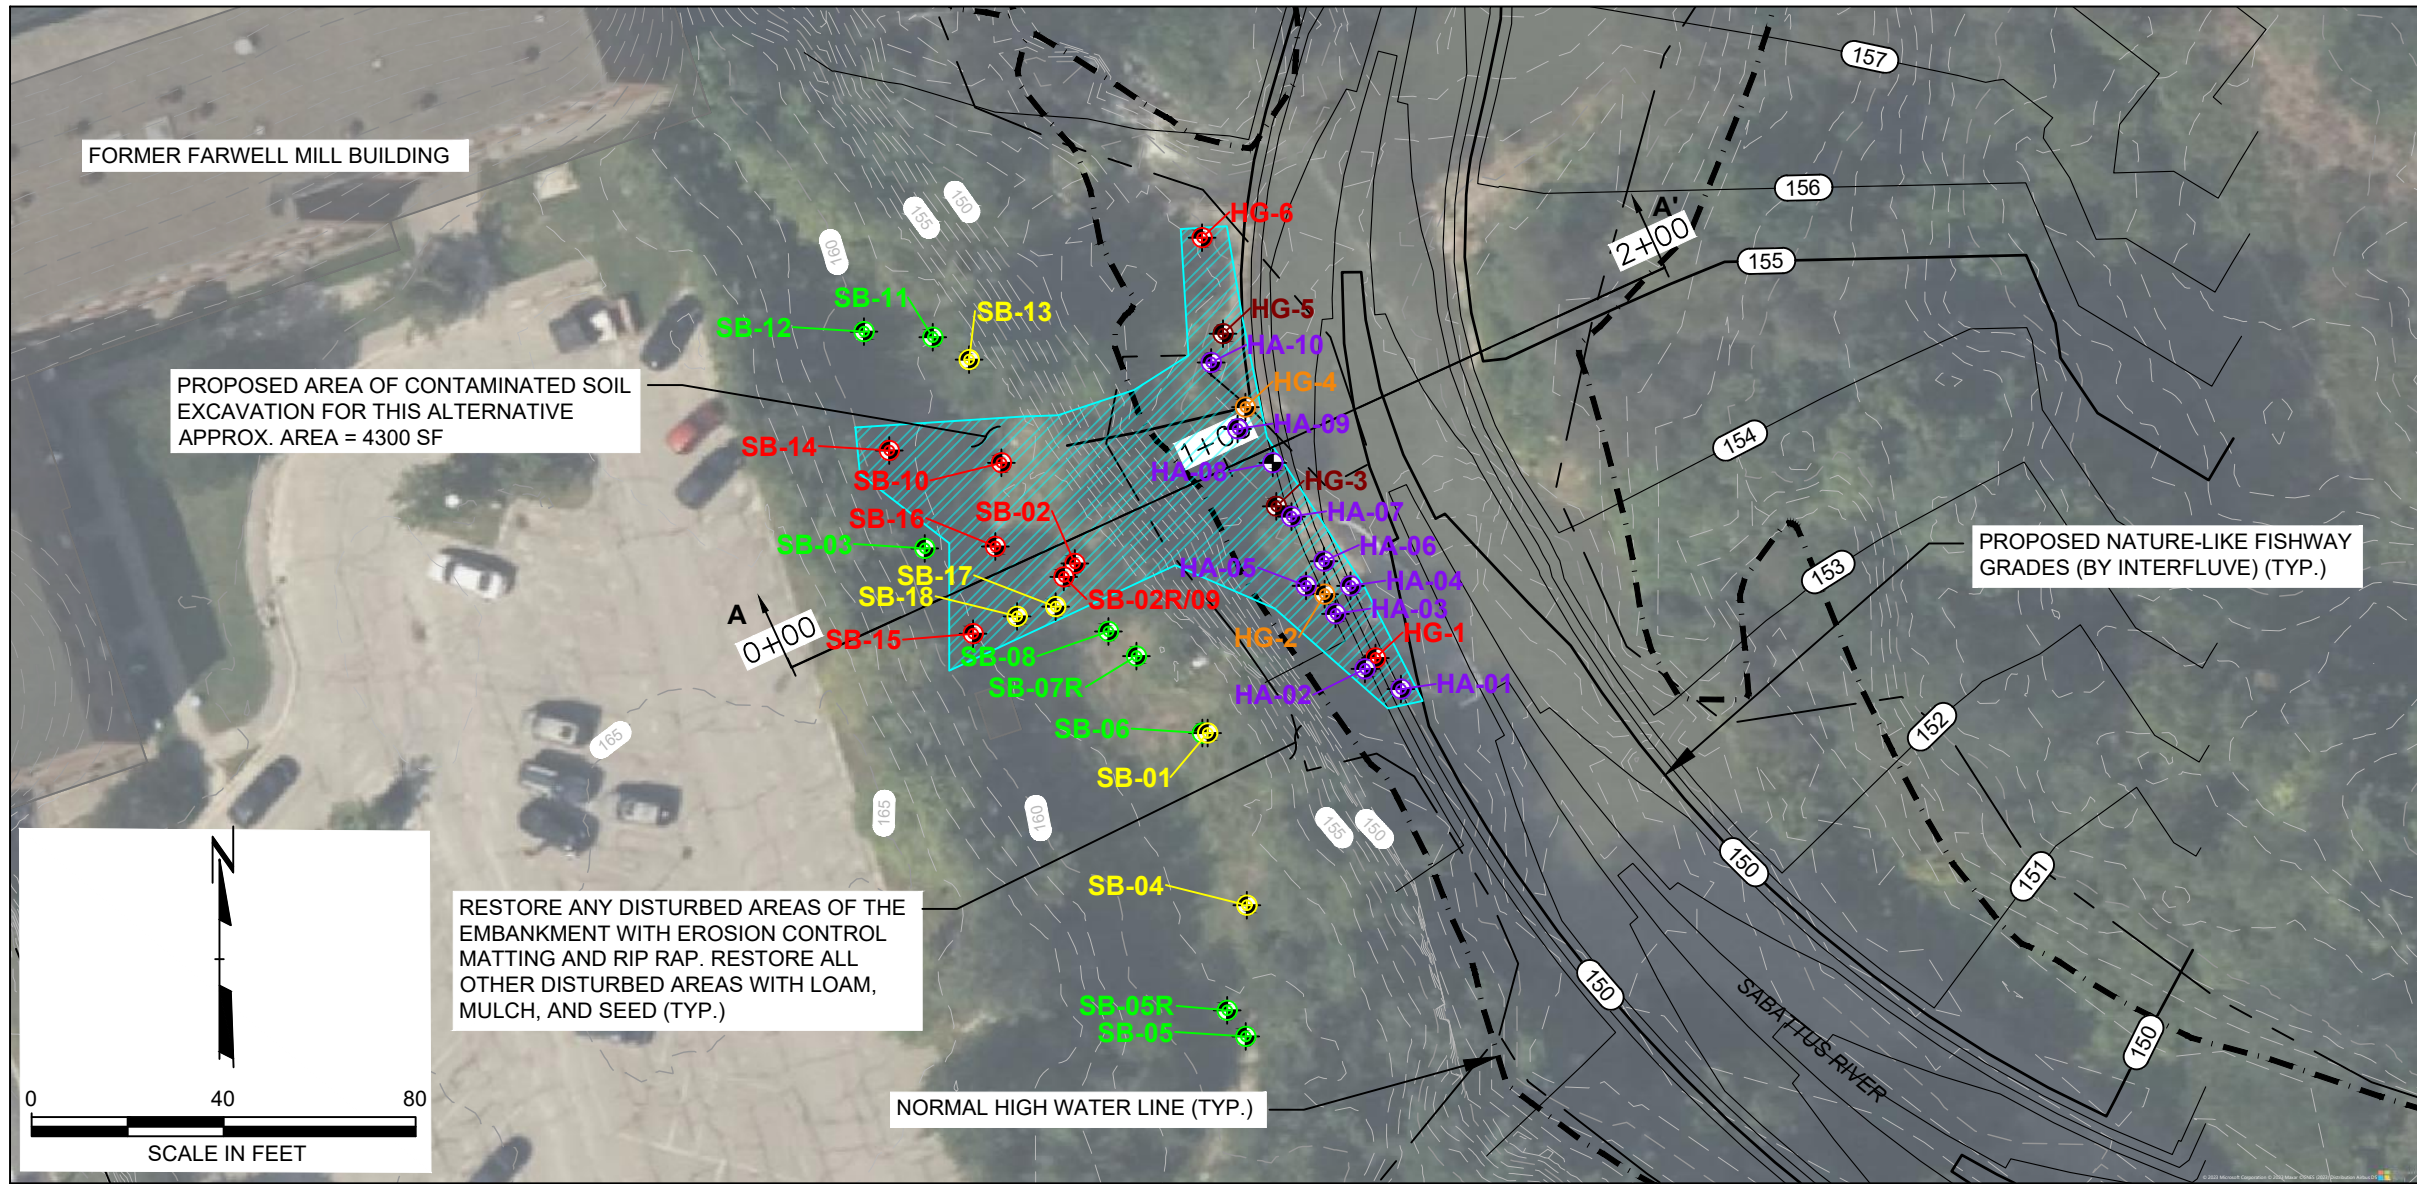 157
FORMER FARWELL MILL BUILDING
156
150
155
A'
HG-6
160
2+00
155
SB-11
SB-13
HG-5
SB-12
HA-10
PROPOSED AREA OF CONTAMINATED SOIL
EXCAVATION FOR THIS ALTERNATIVE
APPROX. AREA = 4300 SF
HG-4
HA-09
1+0
154
SB-14
SB-10
HA-08
HG-3
SB-16
SB-02
HA-07
SB-03
HA-06
PROPOSED NATURE-LIKE FISHWAY
GRADES (BY INTERFLUVE) (TYP.)
153
SB-17
HA-05
HA-04
SB-18
SB-02R/09
HA-03
A
0+00
SB-15
HG-2
HG-1
SB-08
SB-07R
HA-02
HA-01
152
165
SB-06
SB-01
165
160
155
150
150
151
SB-04
RESTORE ANY DISTURBED AREAS OF THE
EMBANKMENT WITH EROSION CONTROL
MATTING AND RIP RAP. RESTORE ALL
OTHER DISTURBED AREAS WITH LOAM,
MULCH, AND SEED (TYP.)
150
SB-05R
SB-05
SABATTUS RIVER
150
N
0 40 80
SCALE IN FEET
NORMAL HIGH WATER LINE (TYP.)